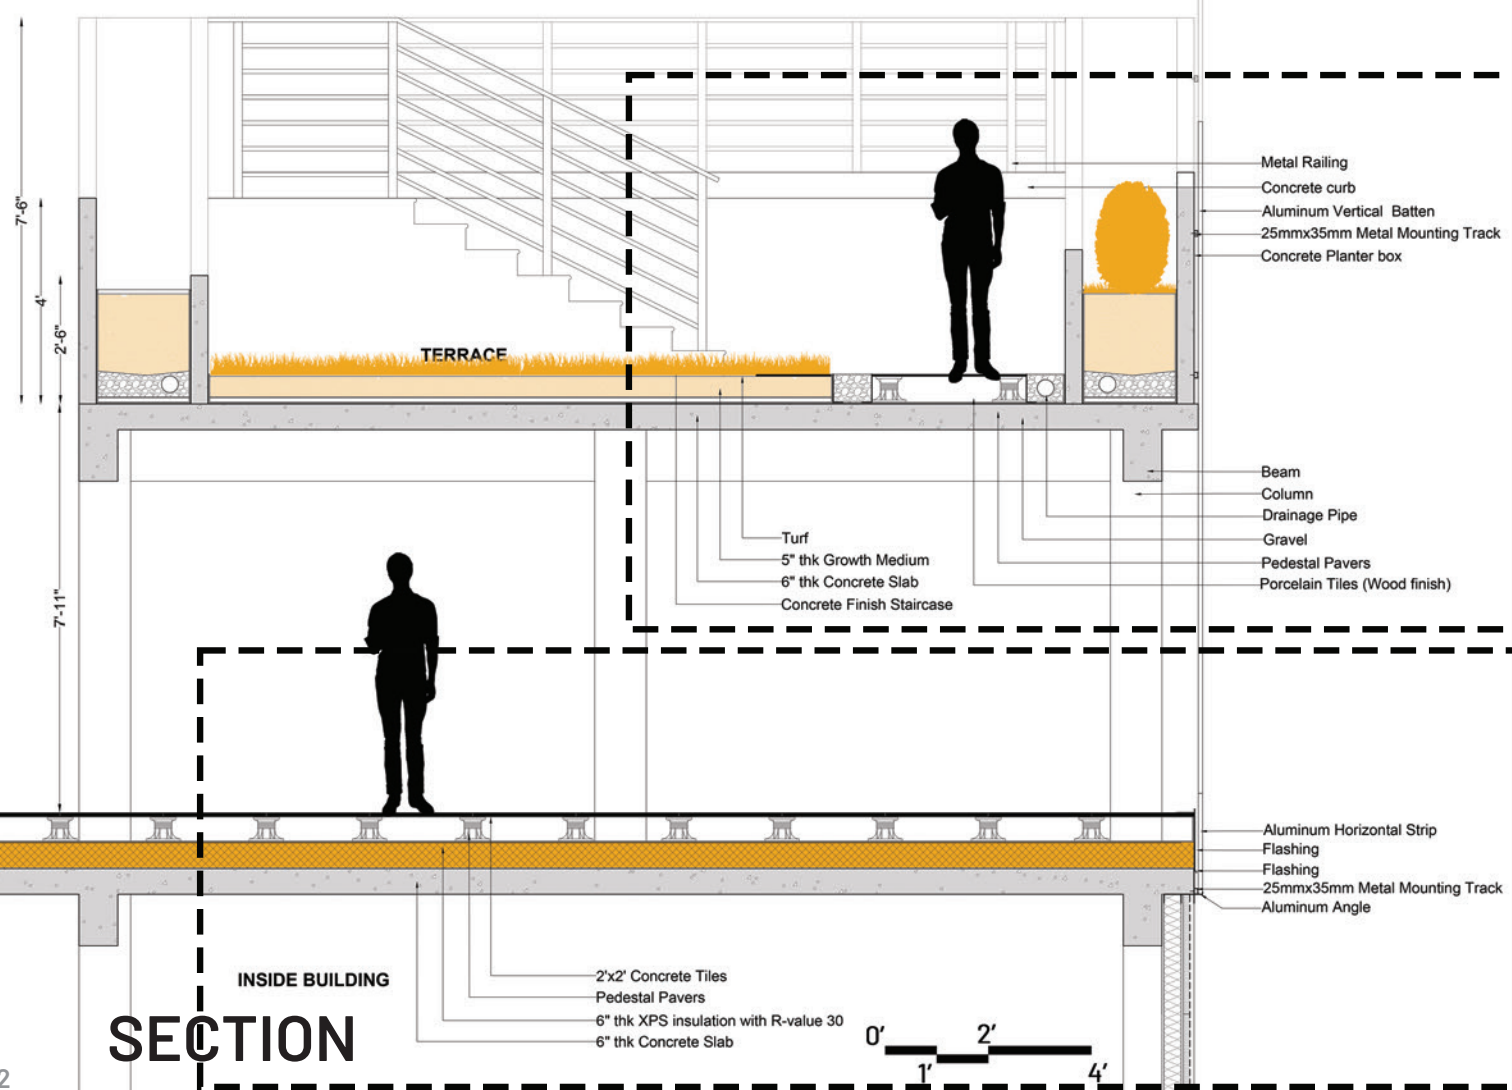 7'-6"
4'
2'-6"
7'-11"
TERRACE
Metal Railing
Concrete curb
Aluminum Vertical Batten
25mmx35mm Metal Mounting Track
Concrete Planter box
Beam
Column
Drainage Pipe
Gravel
Pedestal Pavers
Porcelain Tiles (Wood finish)
Turf
5" thk Growth Medium
6" thk Concrete Slab
Concrete Finish Staircase
Aluminum Horizontal Strip
Flashing
Flashing
25mmx35mm Metal Mounting Track
Aluminum Angle
INSIDE BUILDING
2'x2' Concrete Tiles
Pedestal Pavers
6" thk XPS insulation with R-value 30
6" thk Concrete Slab
SECTION
0' 2'
1' 4'
2